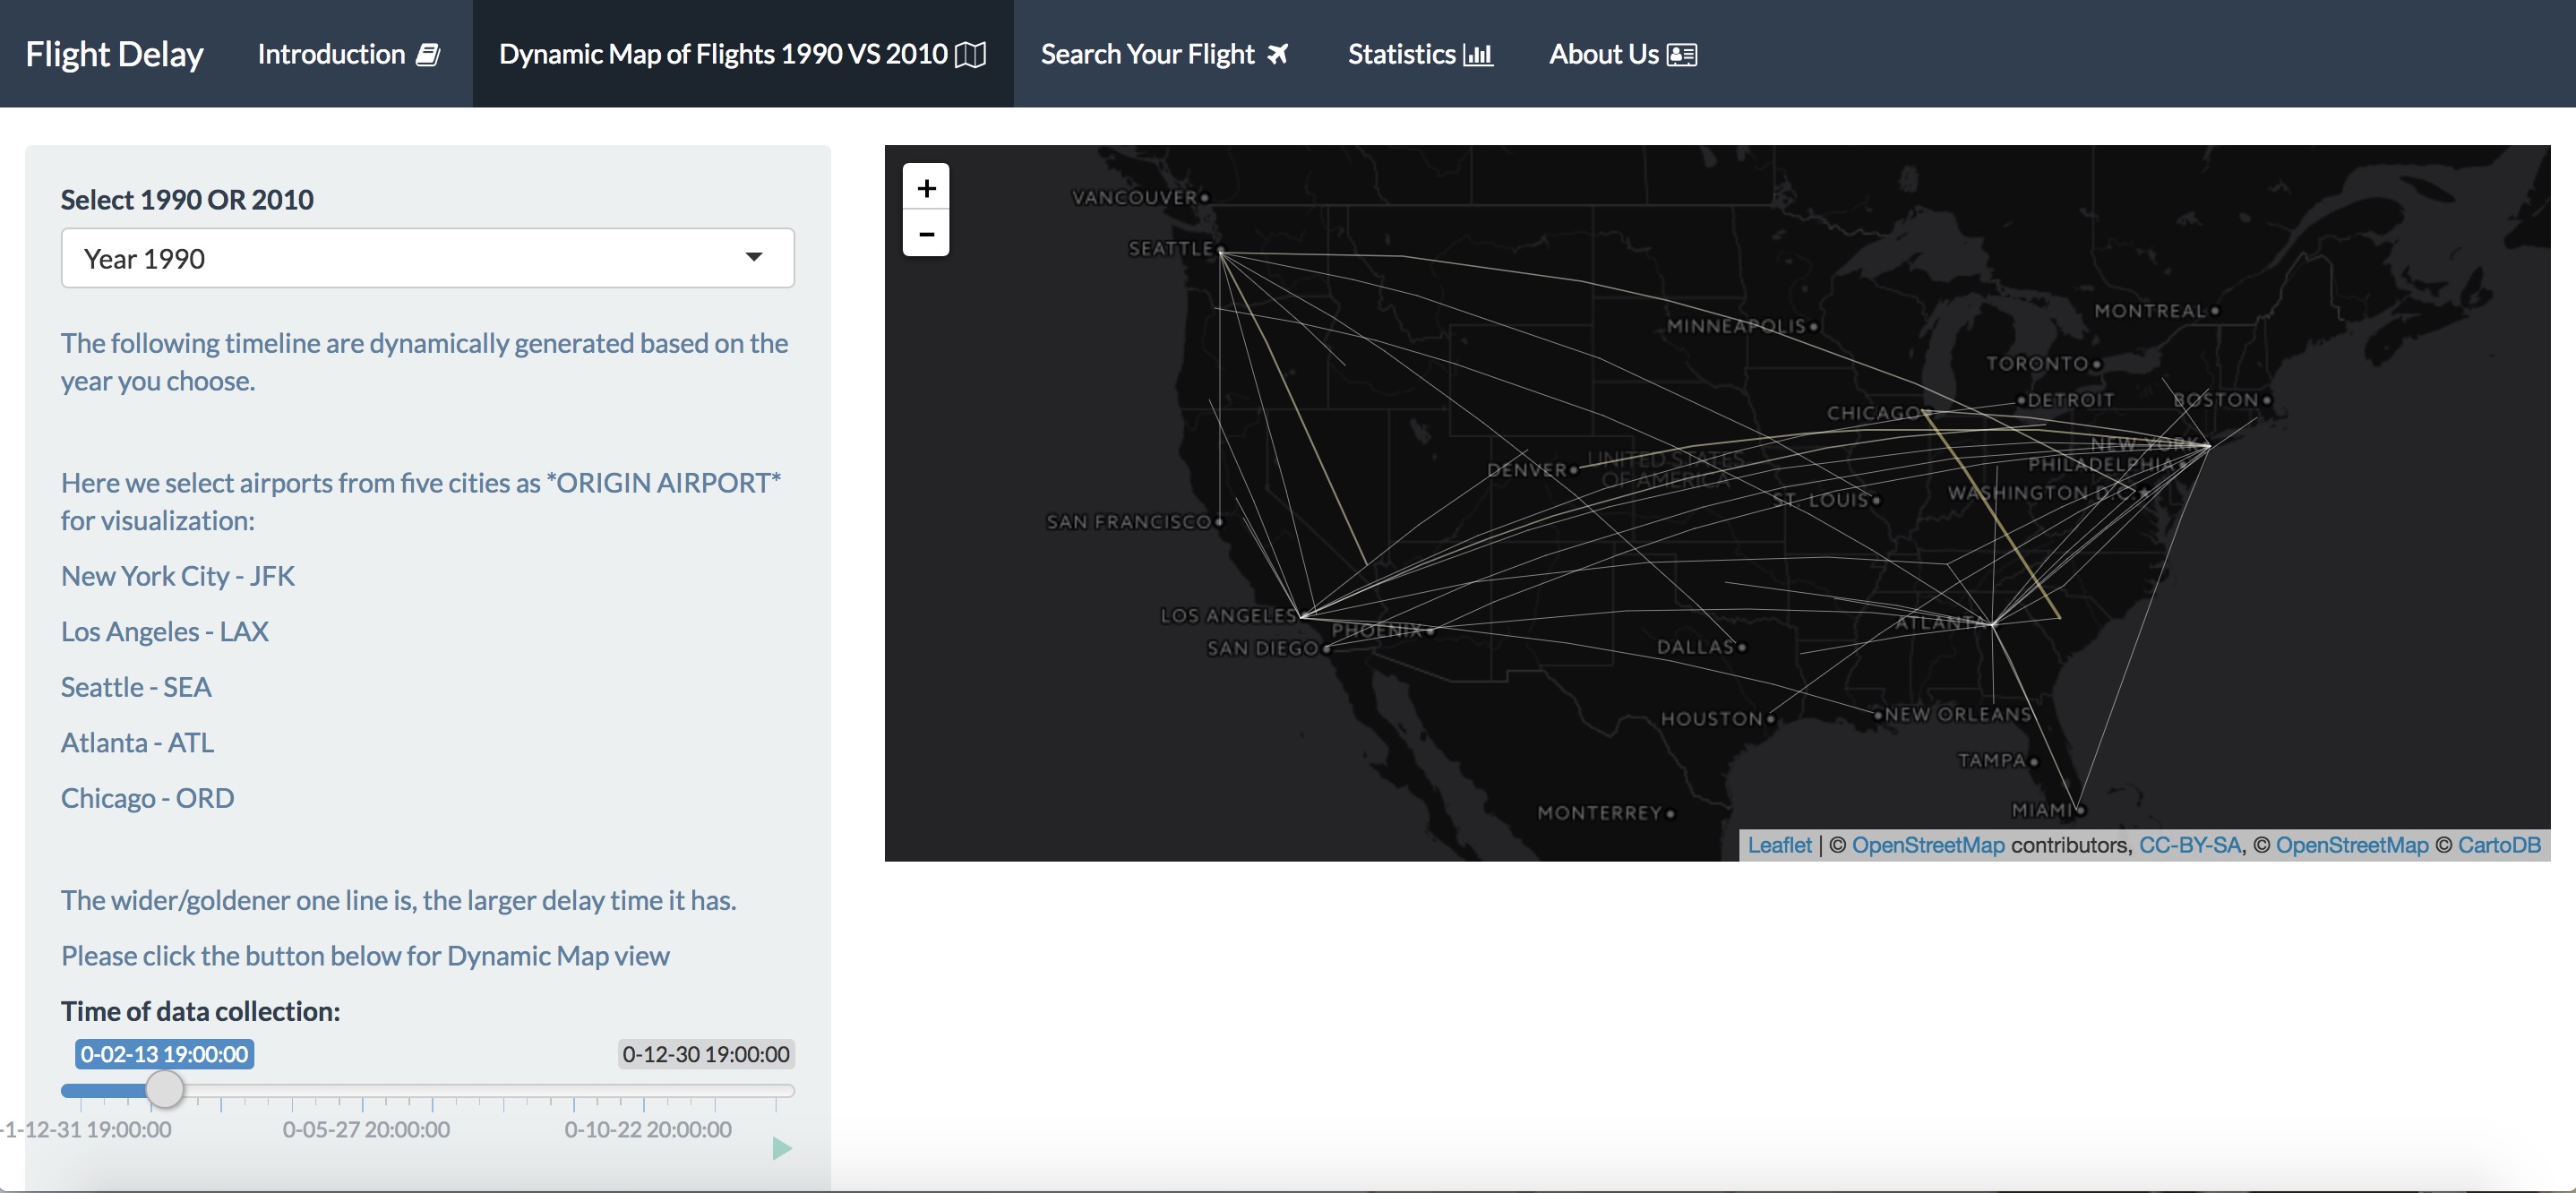 Flight Delay Introduction Dynamic Map of Flights 1990 VS 2010 Search Your Flight Statistics About Us
Select 1990 OR 2010
Year 1990
The following timeline are dynamically generated based on the
year you choose.
Here we select airports from five cities as *ORIGIN AIRPORT*
for visualization:
New York City - JFK
Los Angeles - LAX
Seattle - SEA
Atlanta - ATL
Chicago - ORD
The wider/goldener one line is, the larger delay time it has.
Please click the button below for Dynamic Map view
Time of data collection:
0-02-13 19:00:00 0-12-30 19:00:00
-1-12-31 19:00:00 0-05-27 20:00:00 0-10-22 20:00:00
+
−
VANCOUVER
SEATTLE
MONTREAL
MINNEAPOLIS
TORONTO
DETROIT
BOSTON
CHICAGO
NEW YORK
PHILADELPHIA
DENVER
UNITED STATES
OF AMERICA
WASHINGTON D.C.
ST. LOUIS
SAN FRANCISCO
LOS ANGELES
PHOENIX
ATLANTA
SAN DIEGO
DALLAS
HOUSTON
NEW ORLEANS
TAMPA
MIAMI
MONTERREY
Leaflet | © OpenStreetMap contributors, CC-BY-SA, © OpenStreetMap © CartoDB